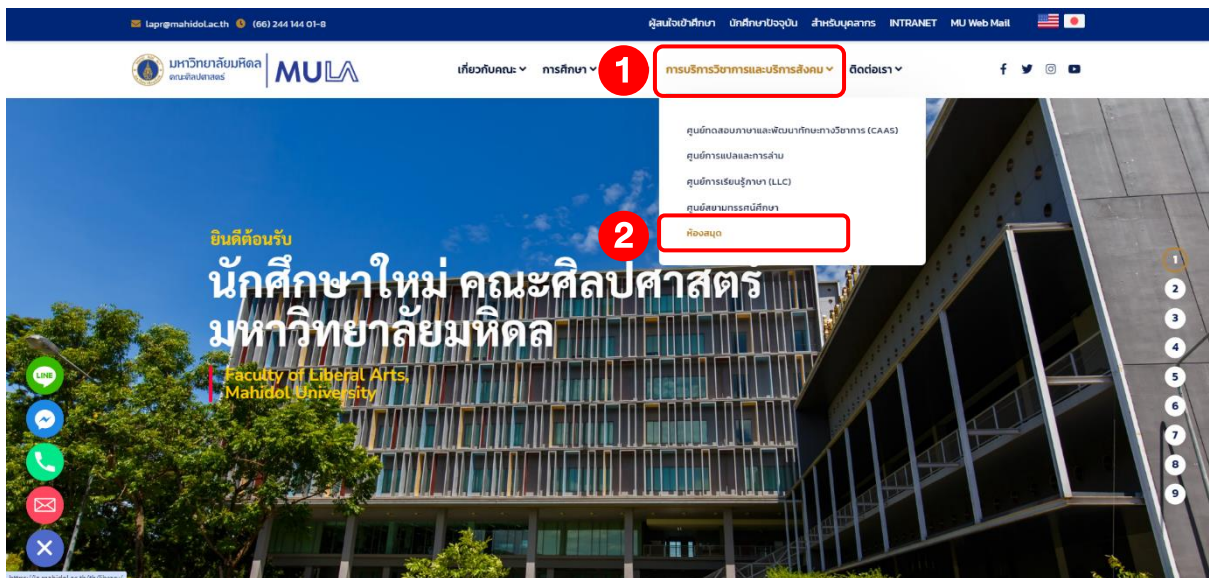 lapr@mahidol.ac.th (66) 244 144 01-8
ผู้สนใจเข้าศึกษา นักศึกษาปัจจุบัน สำหรับบุคลากร INTRANET MU Web Mail
มหาวิทยาลัยมหิดล
คณะศิลปศาสตร์
MULA
เกี่ยวกับคณะ การศึกษา 1 การบริการวิชาการและบริการสังคม ติดต่อเรา
ศูนย์ทดสอบภาษาและพัฒนาทักษะทางวิชาการ (CAAS)
ศูนย์การแปลและการล่าม
ศูนย์การเรียนรู้ภาษา (LLC)
ศูนย์สยามทรรศน์ศึกษา
2 ห้องสมุด
ยินดีต้อนรับ
นักศึกษาใหม่ คณะศิลปศาสตร์
มหาวิทยาลัยมหิดล
Faculty of Liberal Arts,
Mahidol University
1
2
3
4
5
6
7
8
9
LINE